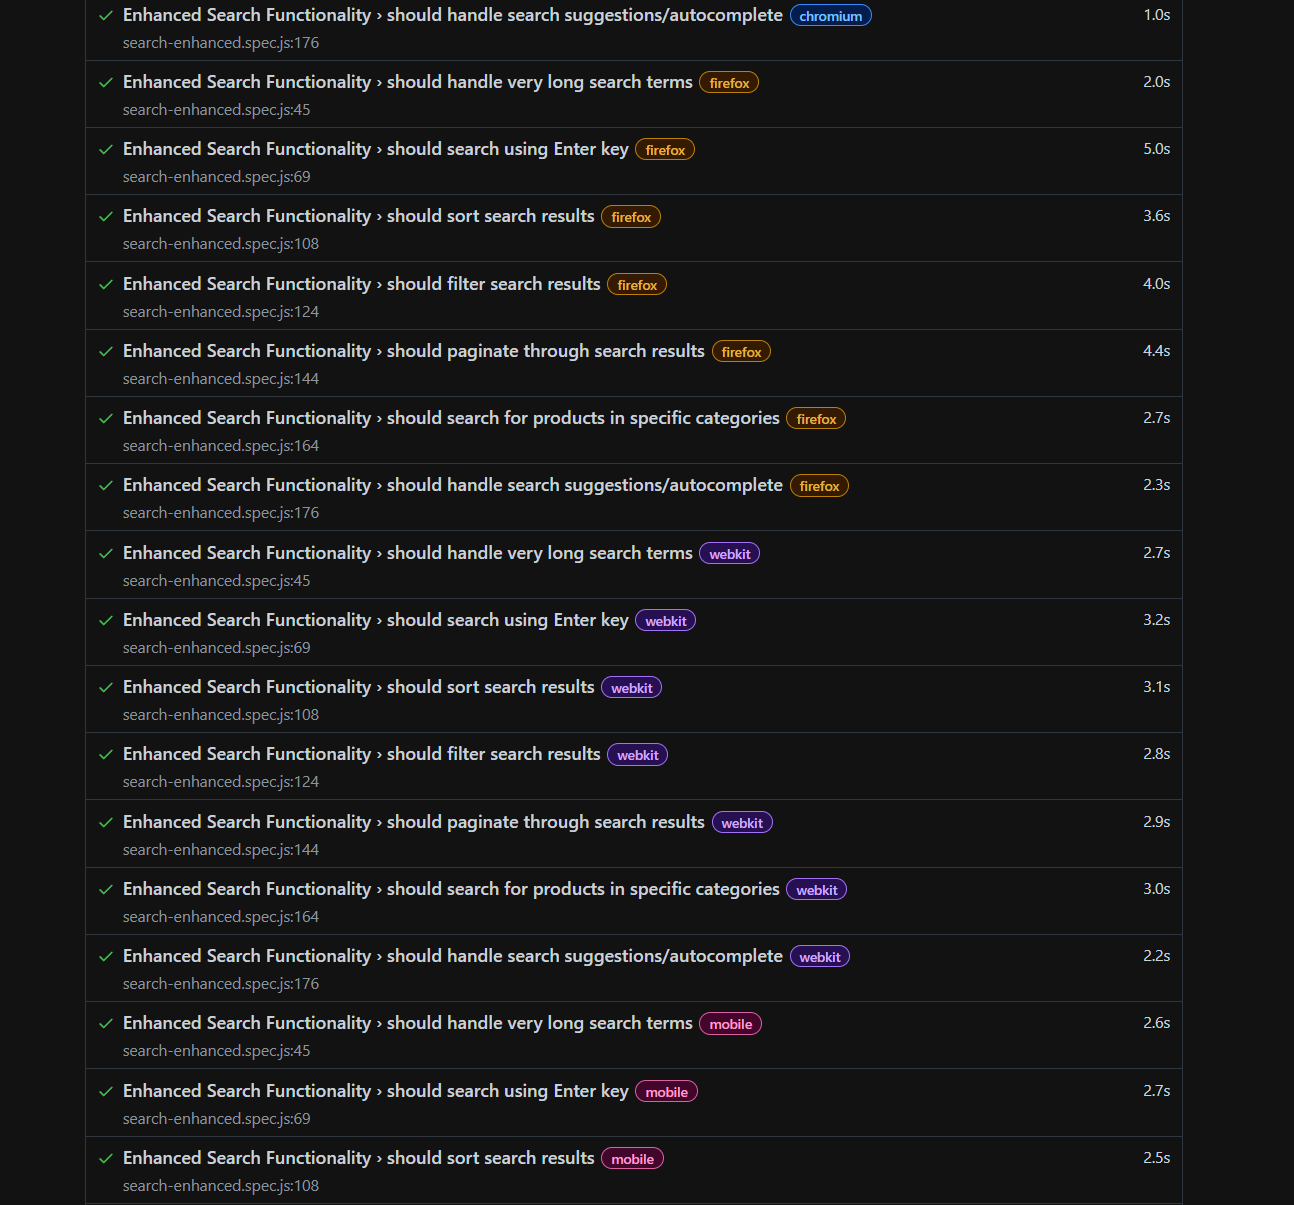 Enhanced Search Functionality › should handle search suggestions/autocomplete chromium 1.0s
search-enhanced.spec.js:176
Enhanced Search Functionality › should handle very long search terms firefox 2.0s
search-enhanced.spec.js:45
Enhanced Search Functionality › should search using Enter key firefox 5.0s
search-enhanced.spec.js:69
Enhanced Search Functionality › should sort search results firefox 3.6s
search-enhanced.spec.js:108
Enhanced Search Functionality › should filter search results firefox 4.0s
search-enhanced.spec.js:124
Enhanced Search Functionality › should paginate through search results firefox 4.4s
search-enhanced.spec.js:144
Enhanced Search Functionality › should search for products in specific categories firefox 2.7s
search-enhanced.spec.js:164
Enhanced Search Functionality › should handle search suggestions/autocomplete firefox 2.3s
search-enhanced.spec.js:176
Enhanced Search Functionality › should handle very long search terms webkit 2.7s
search-enhanced.spec.js:45
Enhanced Search Functionality › should search using Enter key webkit 3.2s
search-enhanced.spec.js:69
Enhanced Search Functionality › should sort search results webkit 3.1s
search-enhanced.spec.js:108
Enhanced Search Functionality › should filter search results webkit 2.8s
search-enhanced.spec.js:124
Enhanced Search Functionality › should paginate through search results webkit 2.9s
search-enhanced.spec.js:144
Enhanced Search Functionality › should search for products in specific categories webkit 3.0s
search-enhanced.spec.js:164
Enhanced Search Functionality › should handle search suggestions/autocomplete webkit 2.2s
search-enhanced.spec.js:176
Enhanced Search Functionality › should handle very long search terms mobile 2.6s
search-enhanced.spec.js:45
Enhanced Search Functionality › should search using Enter key mobile 2.7s
search-enhanced.spec.js:69
Enhanced Search Functionality › should sort search results mobile 2.5s
search-enhanced.spec.js:108